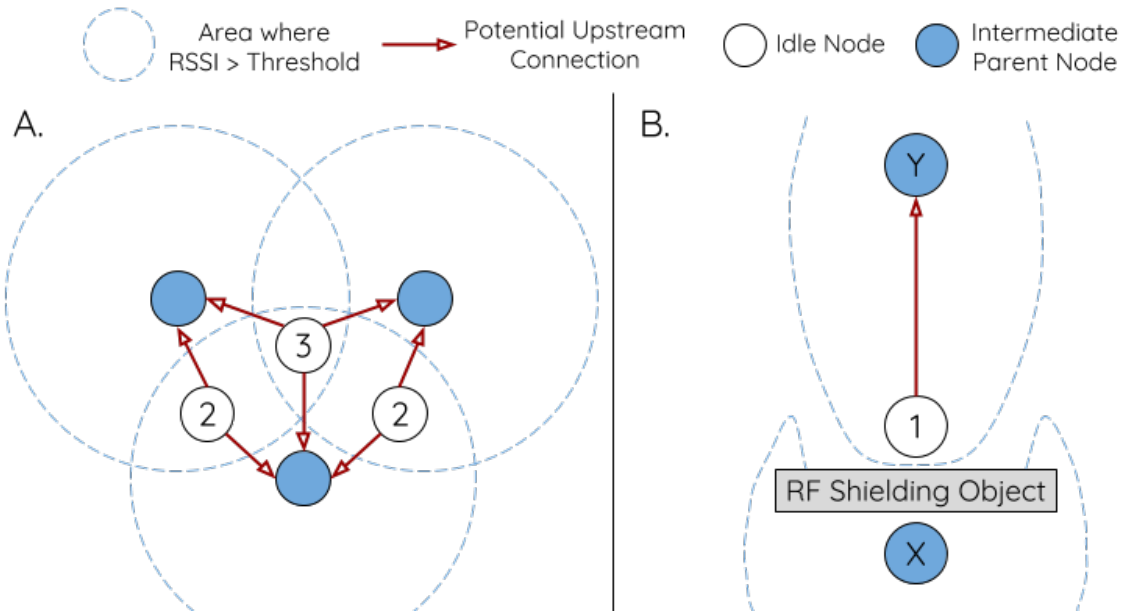 Area where
RSSI > Threshold
Potential Upstream
Connection
Idle Node
Intermediate
Parent Node
A.
3
2
2
B.
Y
1
RF Shielding Object
X